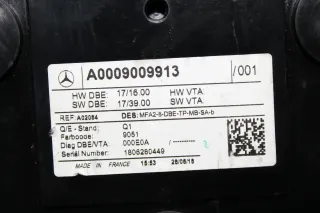 A0009009913 /001
HW DBE: 17/16.00 HW VTA:
SW DBE: 17/39.00 SW VTA:
REF. A02084 DES: MFA2-8-DBE-TP-MB-9A-b
Q/E - Stand: Q1
Farbcode: 9051
Diag DBE/VTA: 000E0A / ----------
Serial Number: 1806280449
MADE IN FRANCE 15:53 28/06/18